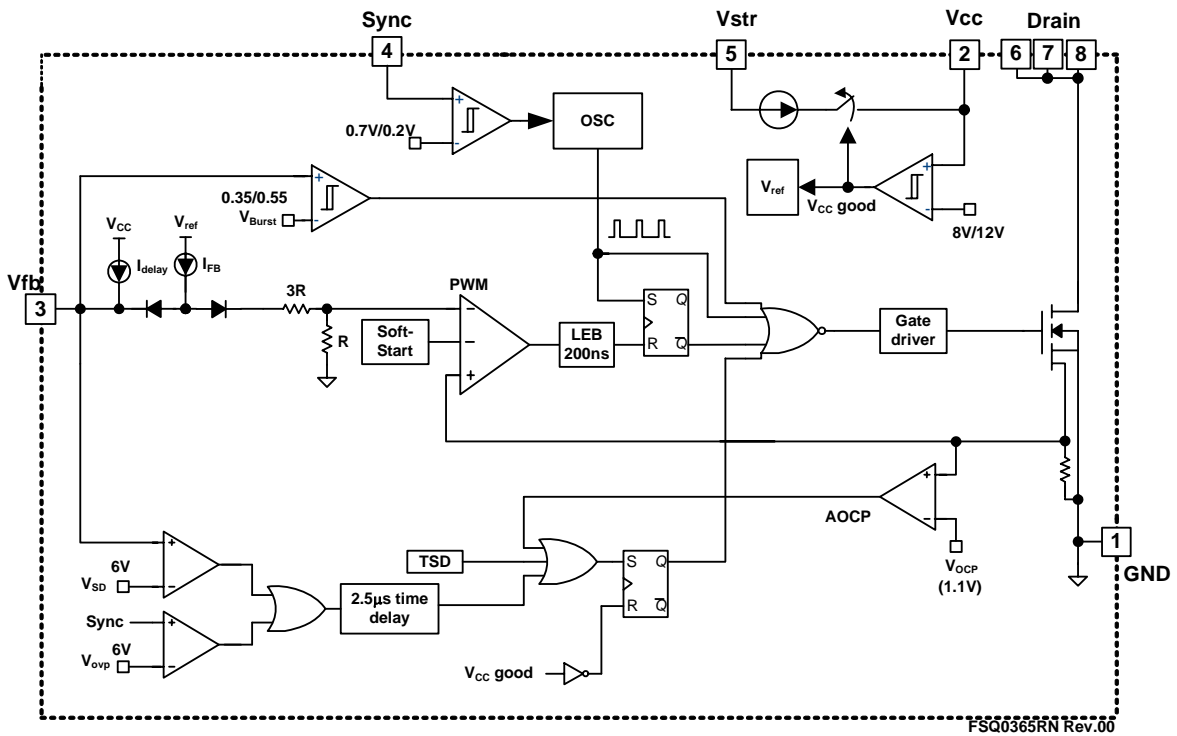 Sync
Vstr
Vcc
Drain
4
5
2
6
7
8
+
-
0.7V/0.2V
OSC
+
-
0.35/0.55
VBurst
Vref
VCC good
+
-
8V/12V
VCC
Vref
Idelay
IFB
Vfb
3
3R
R
PWM
Soft-
Start
−
−
+
LEB
200ns
S
Q
R
Q
Gate
driver
AOCP
+
−
VOCP
(1.1V)
1
GND
6V
VSD
+
−
Sync
6V
Vovp
+
−
2.5μs time
delay
TSD
S
Q
R
Q
VCC good
FSQ0365RN Rev.00